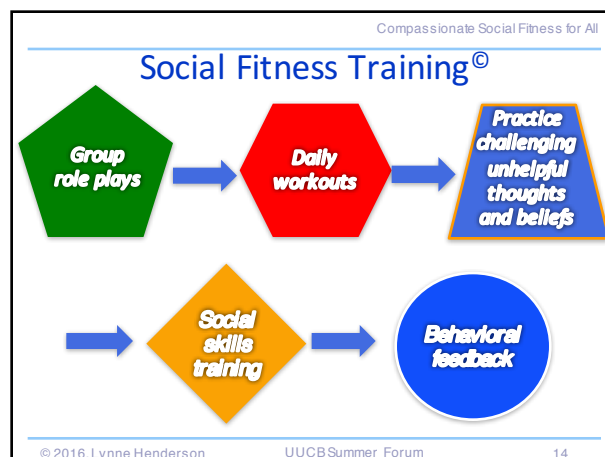 Compassionate Social Fitness for All
Social Fitness Training©
Group
role plays
Daily
workouts
Practice
challenging
unhelpful
thoughts
and beliefs
Social
skills
training
Behavioral
feedback
© 2016, Lynne Henderson UUCB Summer Forum 14